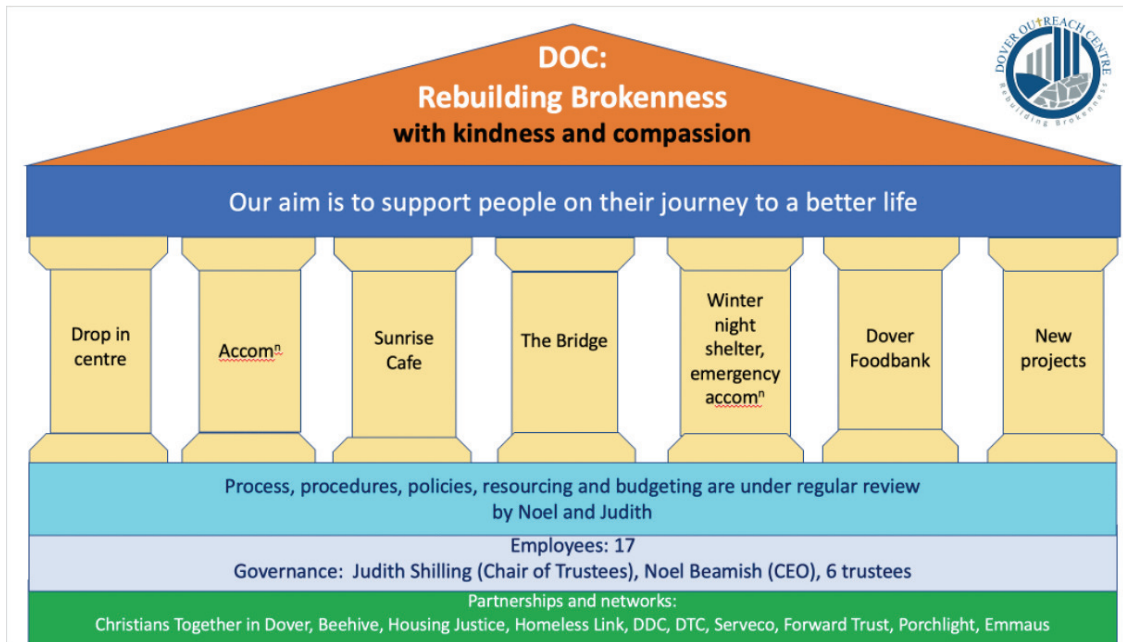 DOC:
Rebuilding Brokenness
with kindness and compassion
DOVER OUTREACH CENTRE
Rebuilding Brokenness
Our aim is to support people on their journey to a better life
Drop in
centre
Accomⁿ
Sunrise
Cafe
The Bridge
Winter
night
shelter,
emergency
accomⁿ
Dover
Foodbank
New
projects
Process, procedures, policies, resourcing and budgeting are under regular review
by Noel and Judith
Employees: 17
Governance: Judith Shilling (Chair of Trustees), Noel Beamish (CEO), 6 trustees
Partnerships and networks:
Christians Together in Dover, Beehive, Housing Justice, Homeless Link, DDC, DTC, Serveco, Forward Trust, Porchlight, Emmaus